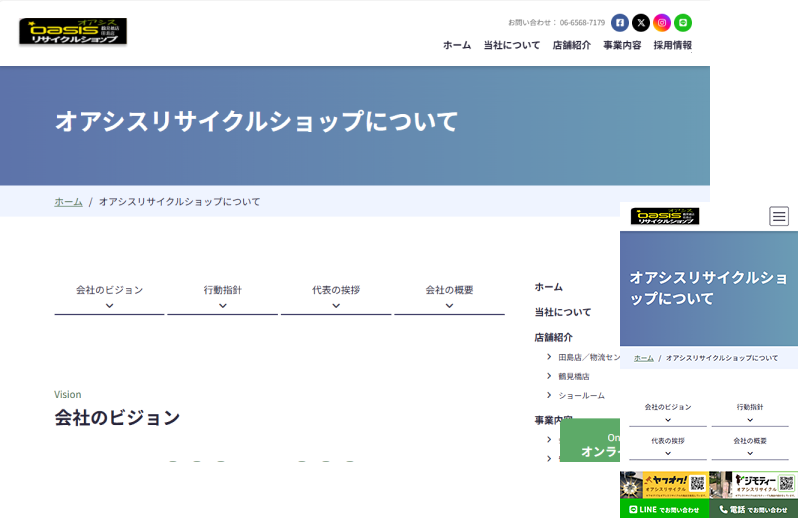 オアシス
oasis 鶴見橋店
リサイクルショップ
お問い合わせ： 06-6568-7179
ホーム 当社について 店舗紹介 事業内容 採用情報
オアシスリサイクルショップについて
ホーム / オアシスリサイクルショップについて
会社のビジョン 行動指針 代表の挨拶 会社の概要
Vision
会社のビジョン
ホーム
当社について
店舗紹介
田島店／物流セン
鶴見橋店
ショールーム
事業内容
On
オンライ
オアシス
oasis
リサイクルショップ
オアシスリサイクルショ
ップについて
ホーム / オアシスリサイクルショップについて
会社のビジョン 行動指針
代表の挨拶 会社の概要
ヤフオク! ジモティー
オアシスリサイクル オアシスリサイクル
LINE でお問い合わせ 電話 でお問い合わせ